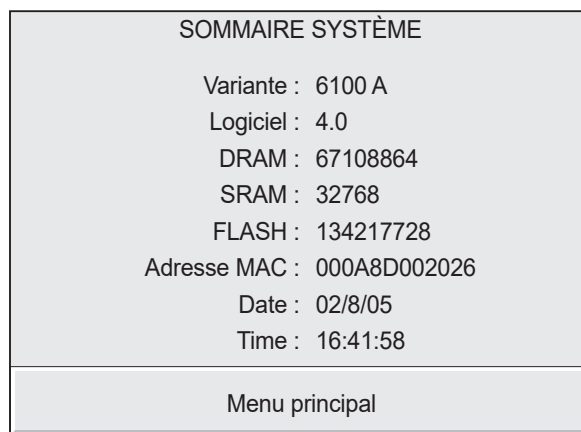 SOMMAIRE SYSTÈME
Variante : 6100 A
Logiciel : 4.0
DRAM : 67108864
SRAM : 32768
FLASH : 134217728
Adresse MAC : 000A8D002026
Date : 02/8/05
Time : 16:41:58
Menu principal